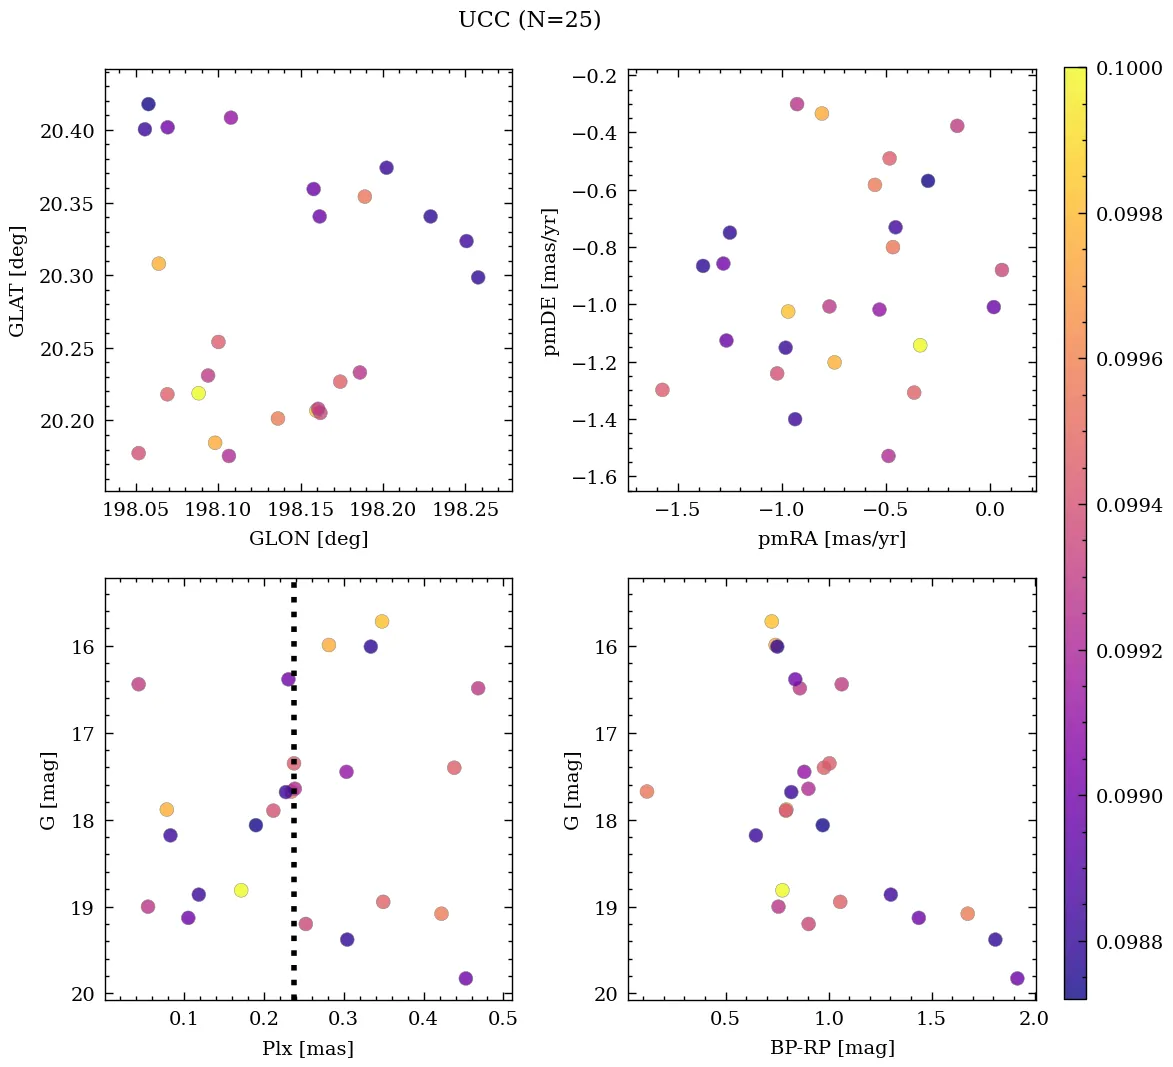 UCC (N=25)
20.40
20.35
20.30
20.25
20.20
GLAT [deg]
198.05 198.10 198.15 198.20 198.25
GLON [deg]
−0.2
−0.4
−0.6
−0.8
−1.0
−1.2
−1.4
−1.6
pmDE [mas/yr]
−1.5 −1.0 −0.5 0.0
pmRA [mas/yr]
16
17
18
19
20
G [mag]
0.1 0.2 0.3 0.4 0.5
Plx [mas]
16
17
18
19
20
G [mag]
0.5 1.0 1.5 2.0
BP-RP [mag]
0.1000
0.0998
0.0996
0.0994
0.0992
0.0990
0.0988